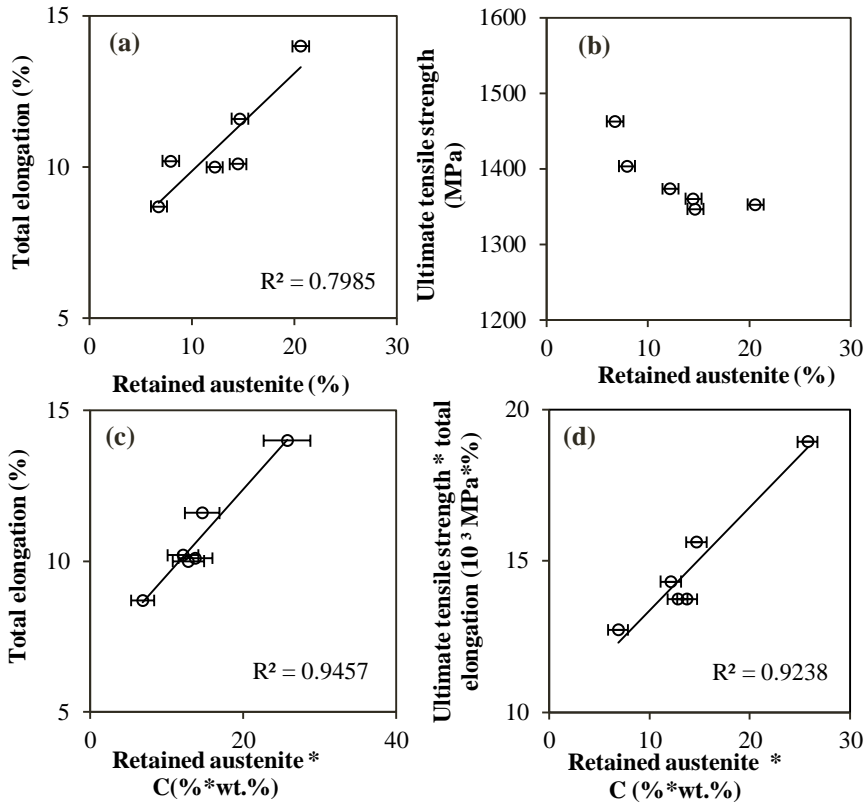 (a)
15
10
5
Total elongation (%)
R² = 0.7985
0 10 20 30
Retained austenite (%)
(b)
1600
1500
1400
1300
1200
Ultimate tensile strength
(MPa)
0 10 20 30
Retained austenite (%)
(c)
15
10
5
Total elongation (%)
R² = 0.9457
0 20 40
Retained austenite *
C(%*wt.%)
(d)
20
15
10
Ultimate tensile strength * total
elongation (10 ³ MPa*%)
R² = 0.9238
0 10 20 30
Retained austenite *
C (%*wt.%)